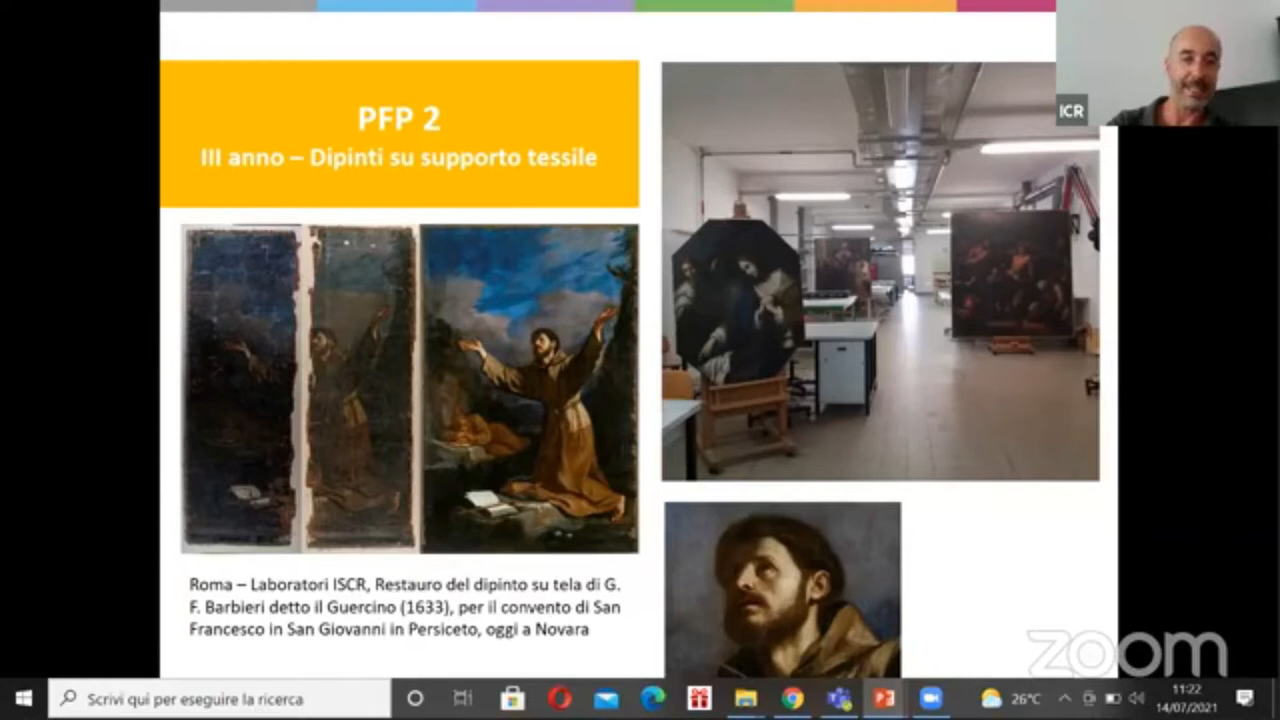 PFP 2
III anno – Dipinti su supporto tessile
ICR
Roma – Laboratori ISCR, Restauro del dipinto su tela di G.
F. Barbieri detto il Guercino (1633), per il convento di San
Francesco in San Giovanni in Persiceto, oggi a Novara
zoom
Scrivi qui per eseguire la ricerca
26°C
11:22
14/07/2021